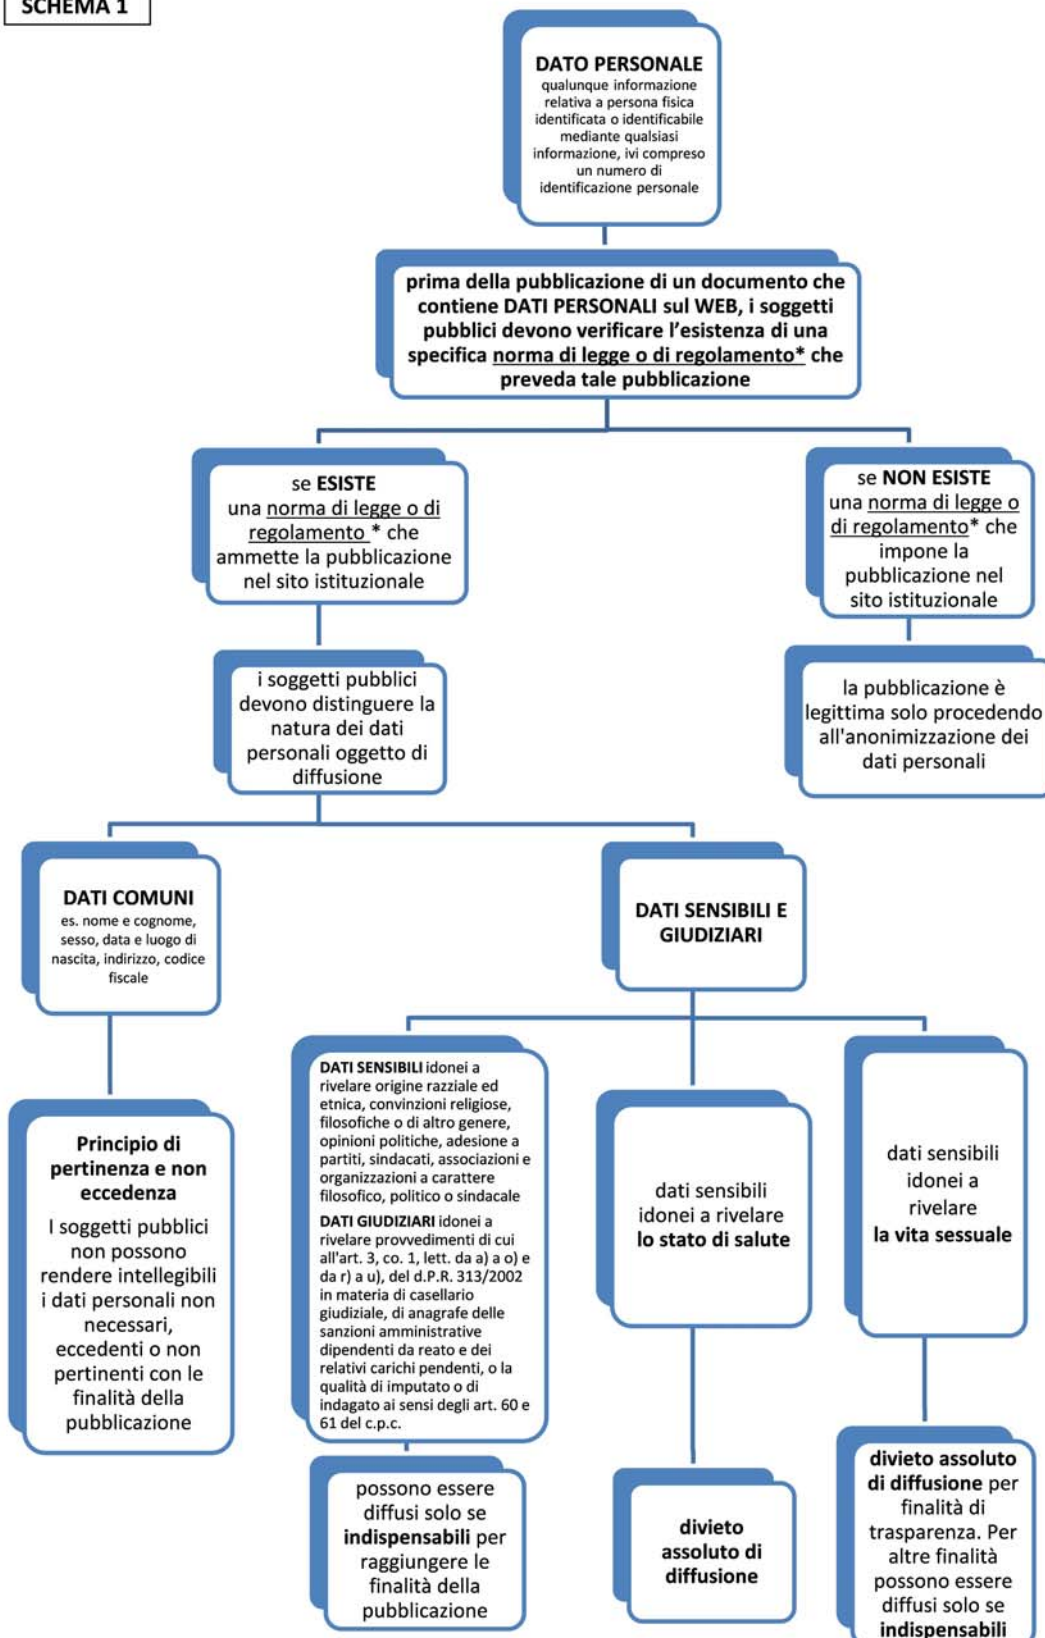 SCHEMA 1
DATO PERSONALE
qualunque informazione
relativa a persona fisica
identificata o identificabile
mediante qualsiasi
informazione, ivi compreso
un numero di
identificazione personale
prima della pubblicazione di un documento che
contiene DATI PERSONALI sul WEB, i soggetti
pubblici devono verificare l'esistenza di una
specifica norma di legge o di regolamento* che
preveda tale pubblicazione
se ESISTE
una norma di legge o di
regolamento * che
ammette la pubblicazione
nel sito istituzionale
se NON ESISTE
una norma di legge o
di regolamento* che
impone la
pubblicazione nel
sito istituzionale
i soggetti pubblici
devono distinguere la
natura dei dati
personali oggetto di
diffusione
la pubblicazione è
legittima solo procedendo
all'anonimizzazione dei
dati personali
DATI COMUNI
es. nome e cognome,
sesso, data e luogo di
nascita, indirizzo, codice
fiscale
DATI SENSIBILI E
GIUDIZIARI
Principio di
pertinenza e non
eccedenza
I soggetti pubblici
non possono
rendere intellegibili
i dati personali non
necessari,
eccedenti o non
pertinenti con le
finalità della
pubblicazione
DATI SENSIBILI idonei a
rivelare origine razziale ed
etnica, convinzioni religiose,
filosofiche o di altro genere,
opinioni politiche, adesione a
partiti, sindacati, associazioni e
organizzazioni a carattere
filosofico, politico o sindacale
DATI GIUDIZIARI idonei a
rivelare provvedimenti di cui
all'art. 3, co. 1, lett. da a) a o) e
da r) a u), del d.P.R. 313/2002
in materia di casellario
giudiziale, di anagrafe delle
sanzioni amministrative
dipendenti da reato e dei
relativi carichi pendenti, o la
qualità di imputato o di
indagato ai sensi degli art. 60 e
61 del c.p.c.
dati sensibili
idonei a rivelare
lo stato di salute
dati sensibili
idonei a
rivelare
la vita sessuale
possono essere
diffusi solo se
indispensabili per
raggiungere le
finalità della
pubblicazione
divieto
assoluto di
diffusione
divieto assoluto
di diffusione per
finalità di
trasparenza. Per
altre finalità
possono essere
diffusi solo se
indispensabili